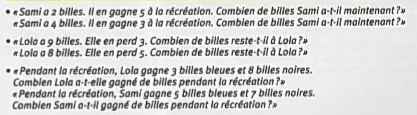 • «Sami a 2 billes. Il en gagne 5 à la récréation. Combien de billes Sami a-t-il maintenant ?»
«Sami a 4 billes. Il en gagne 3 à la récréation. Combien de billes Sami a-t-il maintenant ?»
• «Lola a 9 billes. Elle en perd 3. Combien de billes reste-t-il à Lola ?»
«Lola a 8 billes. Elle en perd 5. Combien de billes reste-t-il à Lola ?»
• «Pendant la récréation, Lola gagne 3 billes bleues et 8 billes noires.
Combien Lola a-t-elle gagné de billes pendant la récréation ?»
«Pendant la récréation, Sami gagne 5 billes bleues et 7 billes noires.
Combien Sami a-t-il gagné de billes pendant la récréation ?»